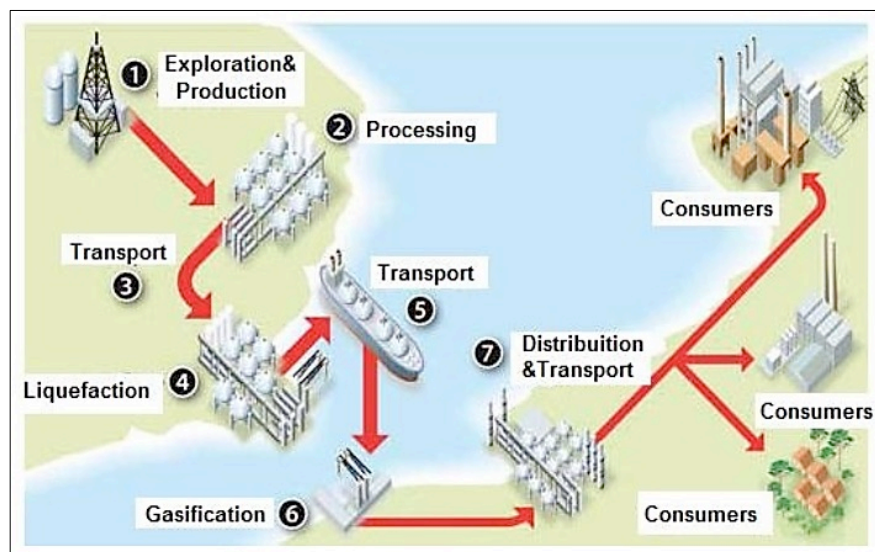 1 Exploration&
Production
2 Processing
Transport
3
Transport
5
4
Liquefaction
Gasification 6
7 Distribuition
&Transport
Consumers
Consumers
Consumers